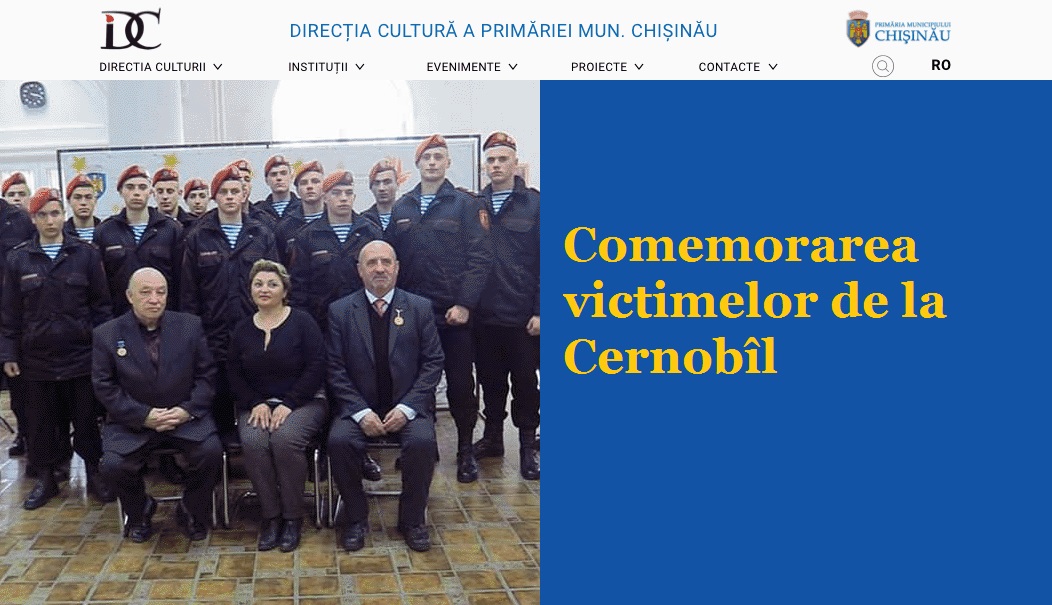 DC
DIRECȚIA CULTURĂ A PRIMĂRIEI MUN. CHIȘINĂU
PRIMĂRIA MUNICIPIULUI
CHIȘINĂU
DIRECTIA CULTURII
INSTITUȚII
EVENIMENTE
PROIECTE
CONTACTE
RO
Comemorarea
victimelor de la
Cernobîl